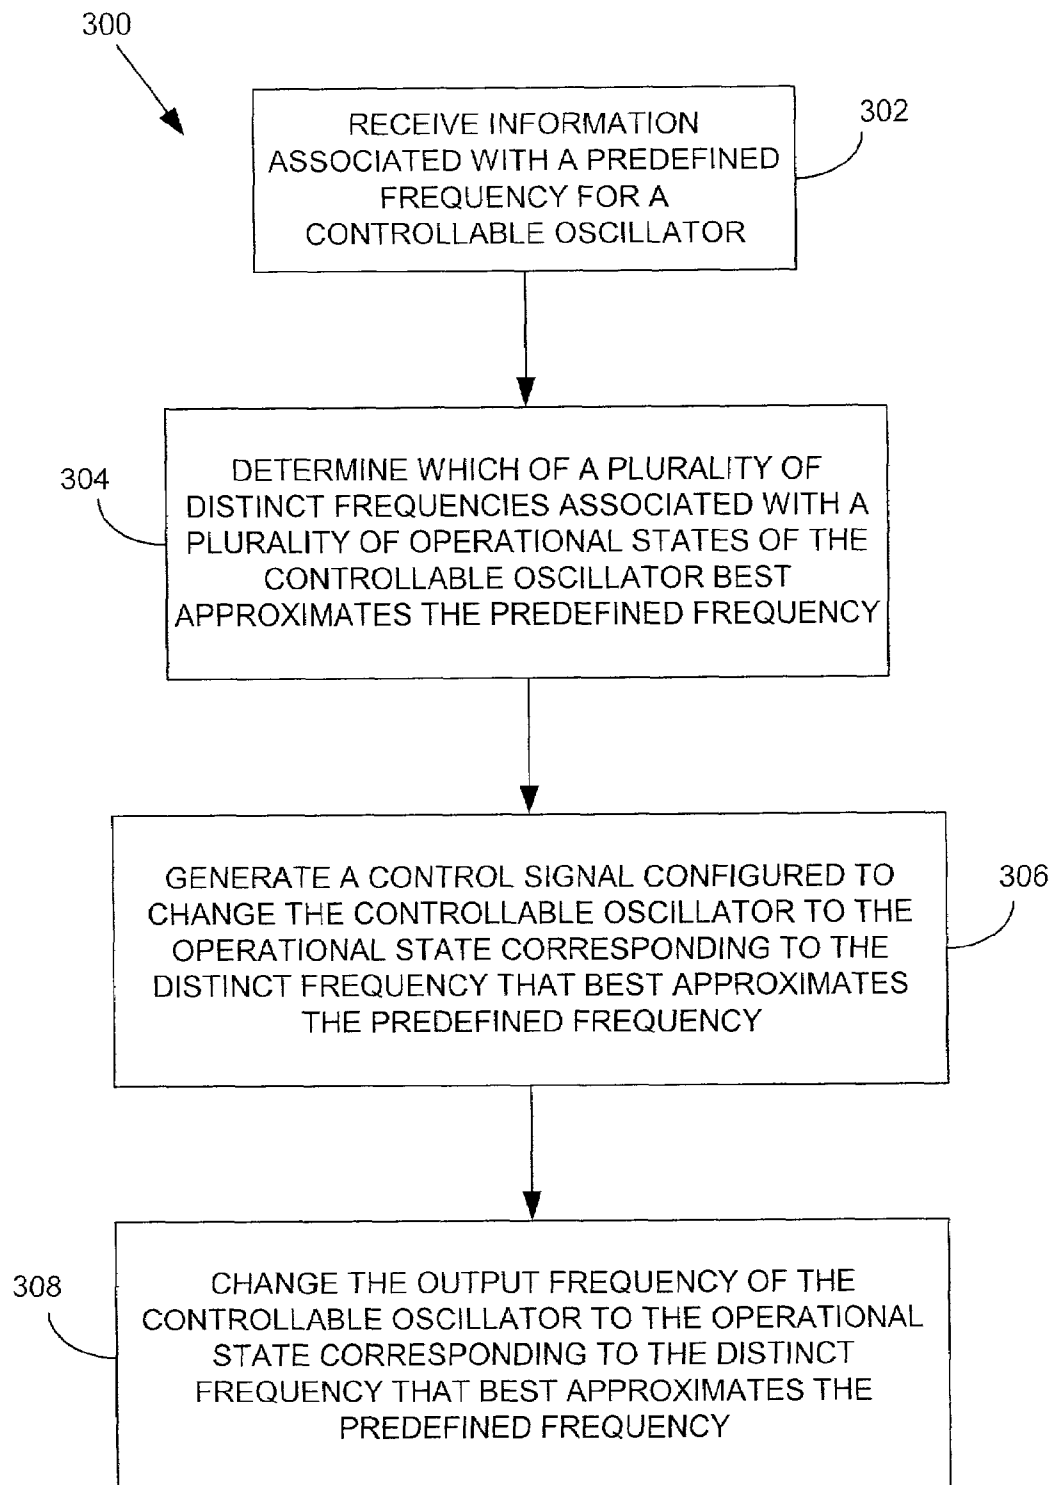 300
RECEIVE INFORMATION
ASSOCIATED WITH A PREDEFINED
FREQUENCY FOR A
CONTROLLABLE OSCILLATOR
302
304
DETERMINE WHICH OF A PLURALITY OF
DISTINCT FREQUENCIES ASSOCIATED WITH A
PLURALITY OF OPERATIONAL STATES OF THE
CONTROLLABLE OSCILLATOR BEST
APPROXIMATES THE PREDEFINED FREQUENCY
GENERATE A CONTROL SIGNAL CONFIGURED TO
CHANGE THE CONTROLLABLE OSCILLATOR TO THE
OPERATIONAL STATE CORRESPONDING TO THE
DISTINCT FREQUENCY THAT BEST APPROXIMATES
THE PREDEFINED FREQUENCY
306
308
CHANGE THE OUTPUT FREQUENCY OF THE
CONTROLLABLE OSCILLATOR TO THE OPERATIONAL
STATE CORRESPONDING TO THE DISTINCT
FREQUENCY THAT BEST APPROXIMATES THE
PREDEFINED FREQUENCY